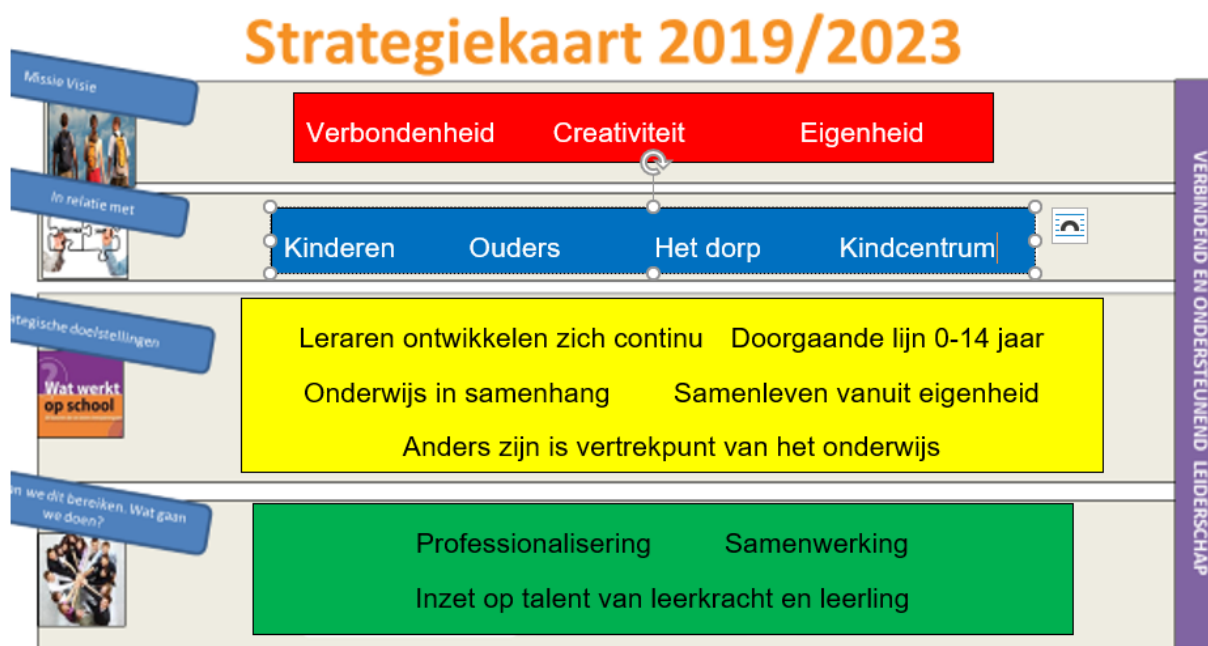 Strategiekaart 2019/2023
Missie Visie
Verbondenheid Creativiteit Eigenheid
In relatie met
Kinderen Ouders Het dorp Kindcentrum
tegische doelstellingen
Leraren ontwikkelen zich continu Doorgaande lijn 0-14 jaar
Wat werkt
op school
Onderwijs in samenhang Samenleven vanuit eigenheid
Anders zijn is vertrekpunt van het onderwijs
n we dit bereiken. Wat gaan
we doen?
Professionalisering Samenwerking
Inzet op talent van leerkracht en leerling
VERBINDEND EN ONDERSTEUNEND LEIDERSCHAP